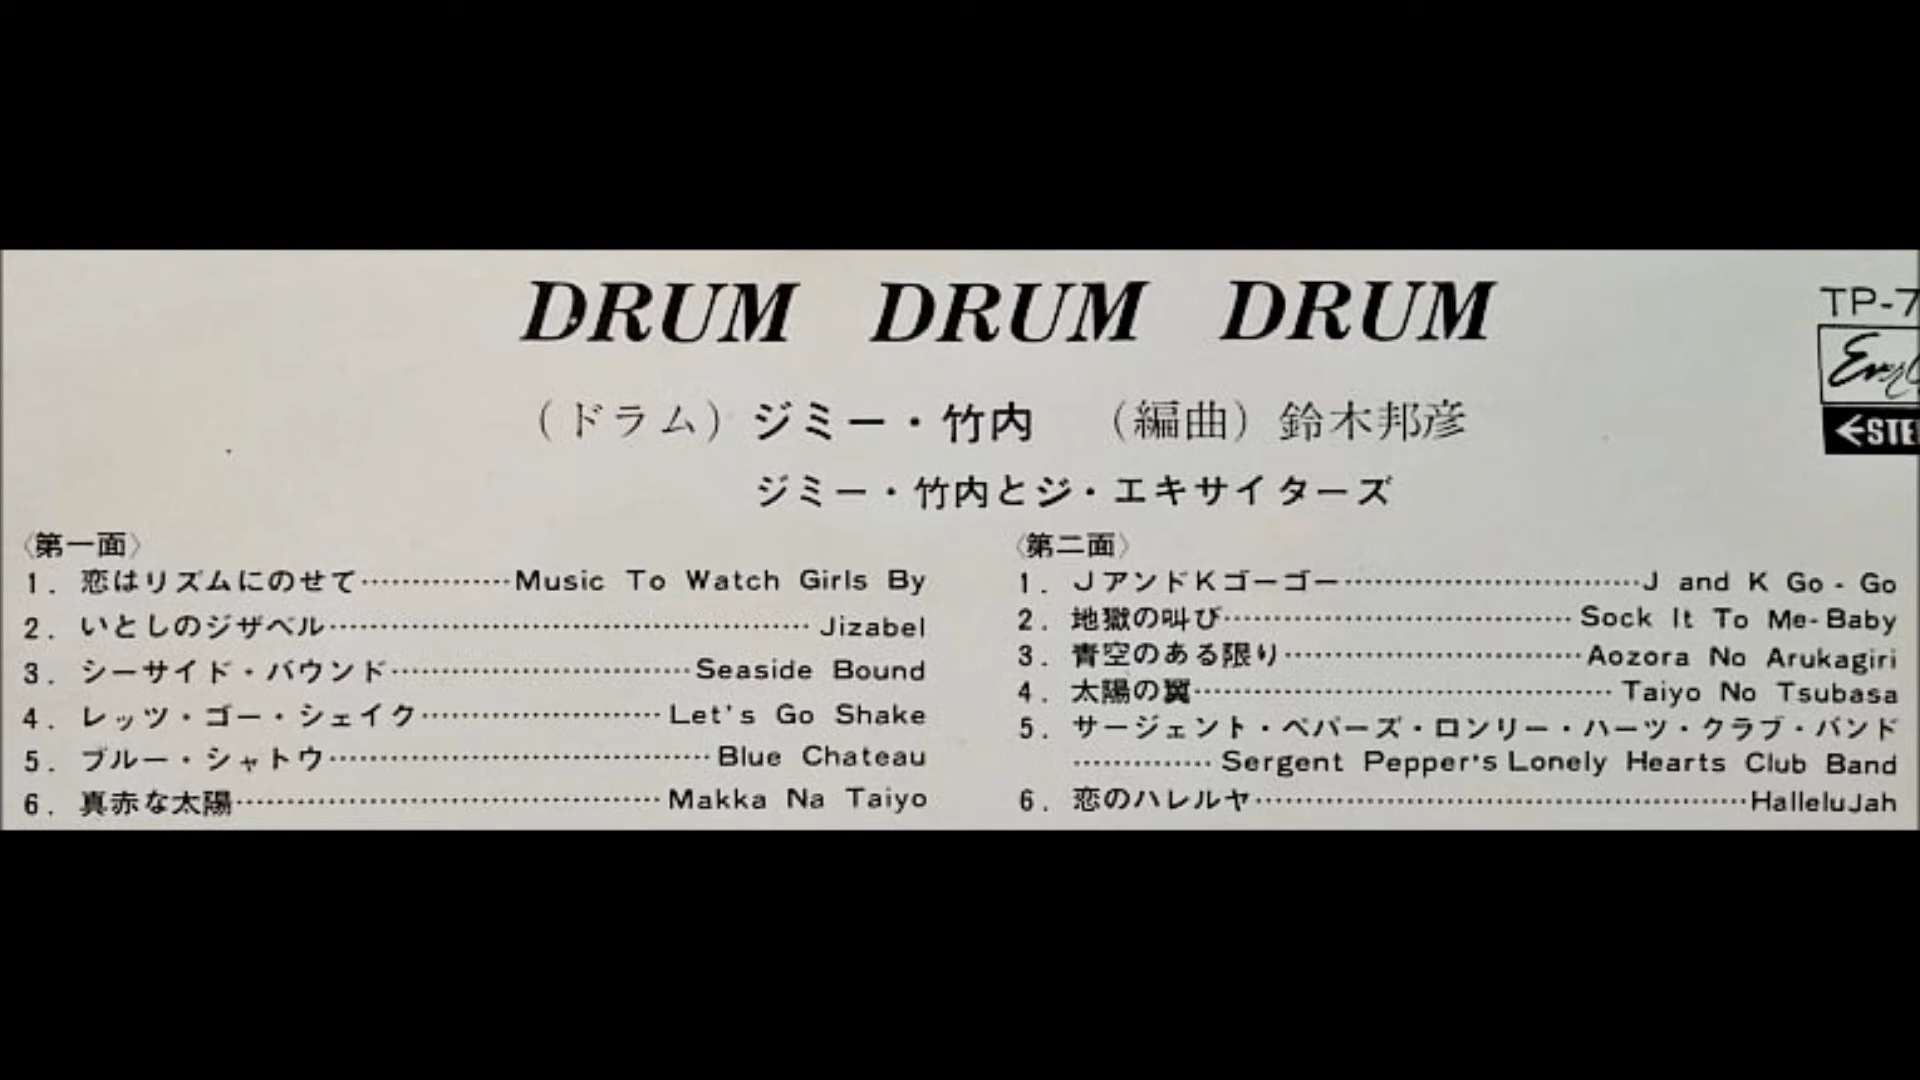 DRUM DRUM DRUM
TP-7
（ドラム）ジミー・竹内 （編曲）鈴木邦彦
←STE
ジミー・竹内とジ・エキサイターズ
〈第一面〉
1. 恋はリズムにのせて……………Music To Watch Girls By
2. いとしのジザベル……………Jizabel
3. シーサイド・バウンド……………Seaside Bound
4. レッツ・ゴー・シェイク……………Let's Go Shake
5. ブルー・シャトウ……………Blue Chateau
6. 真赤な太陽……………Makka Na Taiyo
〈第二面〉
1. JアンドKゴーゴー……………J and K Go-Go
2. 地獄の叫び……………Sock It To Me-Baby
3. 青空のある限り……………Aozora No Arukagiri
4. 太陽の翼……………Taiyo No Tsubasa
5. サージェント・ペパーズ・ロンリー・ハーツ・クラブ・バンド
……………Sergent Pepper's Lonely Hearts Club Band
6. 恋のハレルヤ……………HalleluJah